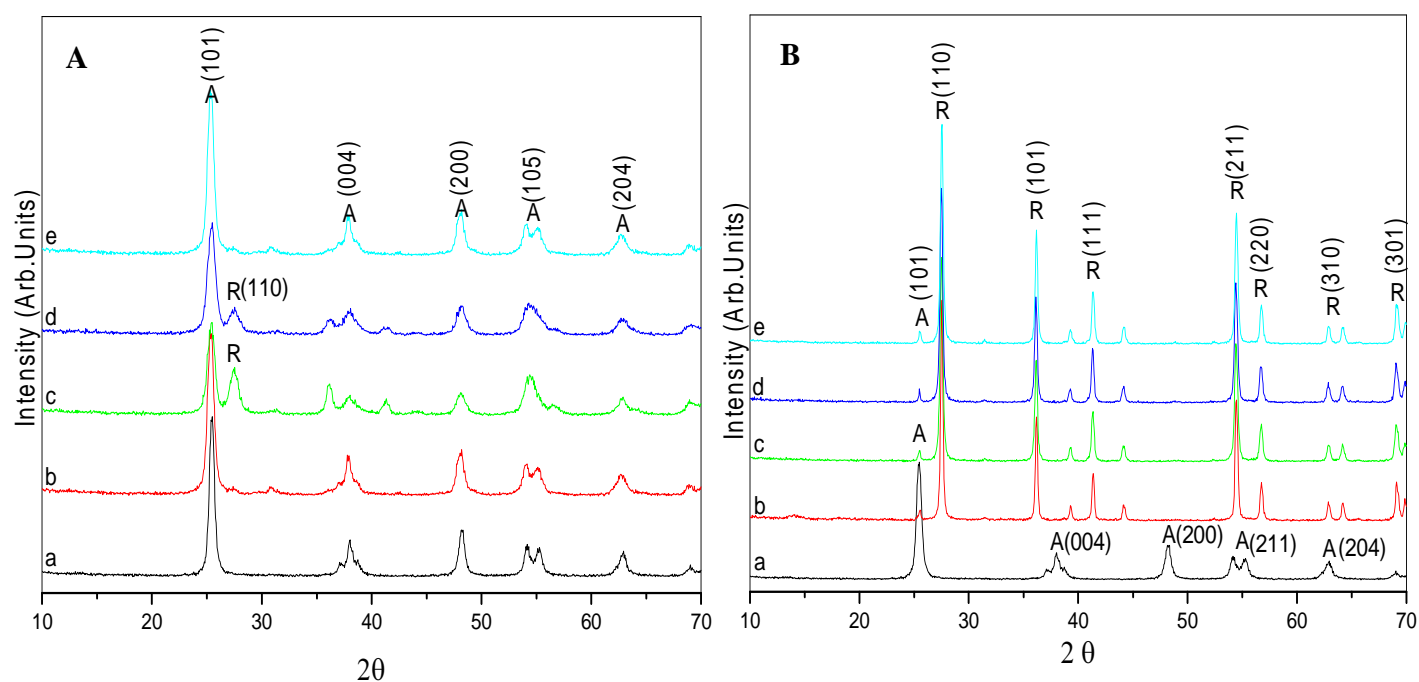 A
A (101)
A (004)
A (200)
A (105)
A (204)
R(110)
R
e
d
c
b
a
Intensity (Arb.Units)
10 20 30 40 50 60 70
2θ
B
R (110)
R (101)
R (111)
R (211)
R (220)
R (310)
R (301)
A (101)
A
A(004)
A(200)
A(211)
A(204)
e
d
c
b
a
Intensity (Arb.Units)
10 20 30 40 50 60 70
2 θ